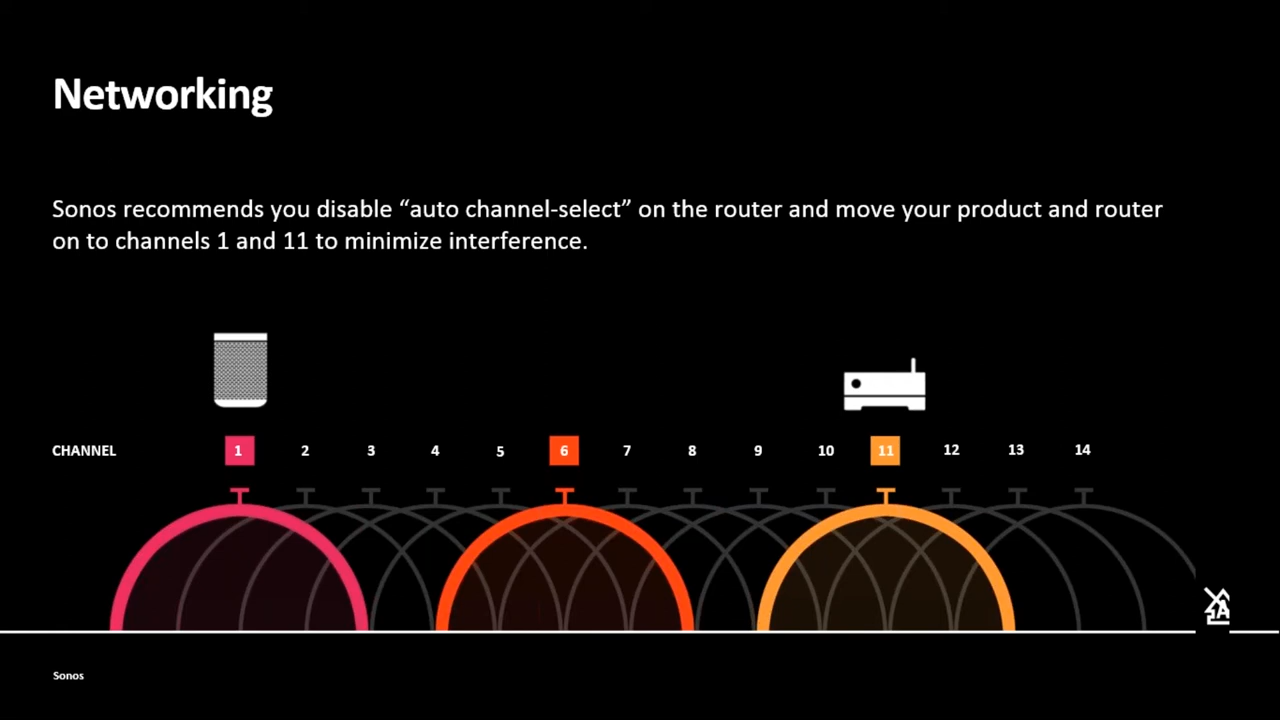 Networking
Sonos recommends you disable “auto channel-select” on the router and move your product and router
on to channels 1 and 11 to minimize interference.
CHANNEL 1 2 3 4 5 6 7 8 9 10 11 12 13 14
Sonos